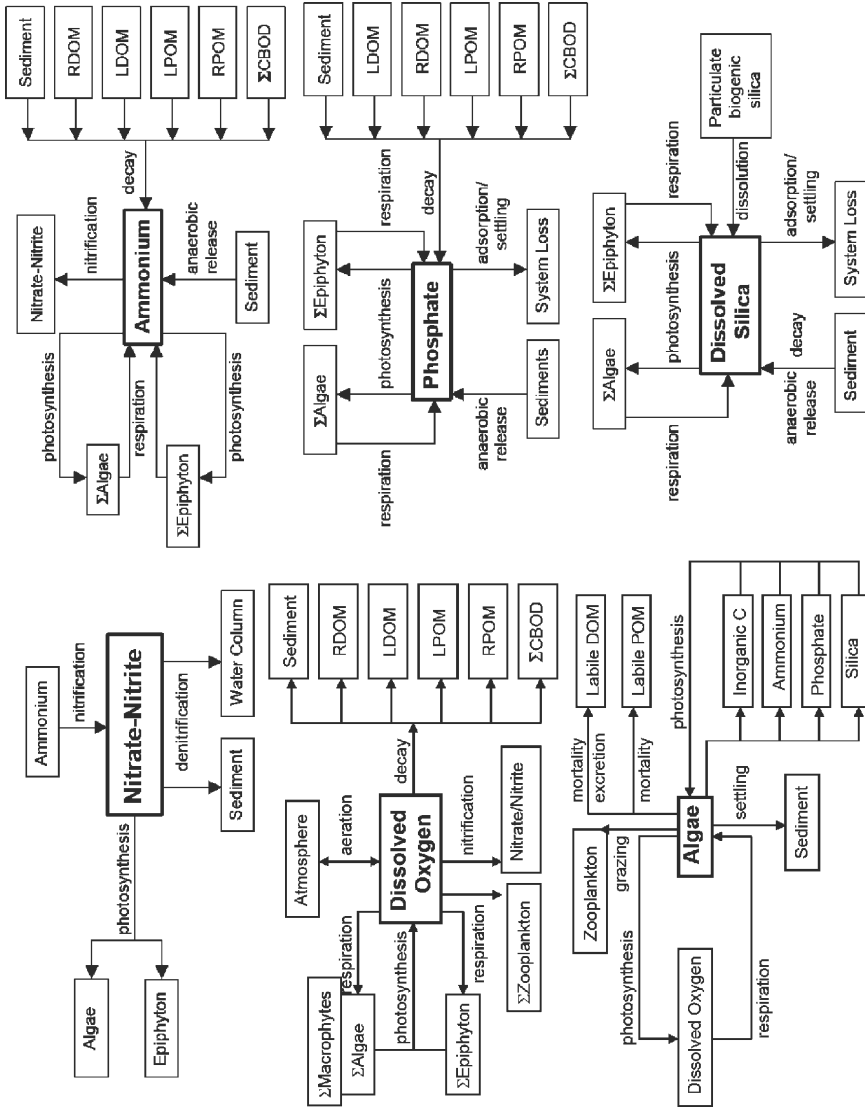 Ammonium
nitrification
Nitrate-Nitrite
photosynthesis
Algae
Epiphyton
denitrification
Sediment
Water Column
Nitrate-Nitrite
nitrification
Ammonium
photosynthesis
ΣAlgae
respiration
ΣEpiphyton
photosynthesis
anaerobic
release
Sediment
decay
Sediment
RDOM
LDOM
LPOM
RPOM
ΣCBOD
Atmosphere
aeration
Dissolved
Oxygen
ΣMacrophytes
ΣAlgae
respiration
photosynthesis
ΣEpiphyton
respiration
ΣZooplankton
nitrification
Nitrate/Nitrite
decay
Sediment
RDOM
LDOM
LPOM
RPOM
ΣCBOD
ΣAlgae
ΣEpiphyton
respiration
photosynthesis
respiration
Phosphate
decay
anaerobic
release
Sediments
adsorption/
settling
System Loss
Sediment
LDOM
RDOM
LPOM
RPOM
ΣCBOD
Zooplankton
grazing
photosynthesis
Dissolved Oxygen
respiration
Algae
mortality
excretion
Labile DOM
mortality
Labile POM
photosynthesis
settling
Sediment
Inorganic C
Ammonium
Phosphate
Silica
ΣAlgae
ΣEpiphyton
respiration
photosynthesis
respiration
Dissolved
Silica
dissolution
Particulate
biogenic
silica
anaerobic
release
decay
Sediment
adsorption/
settling
System Loss